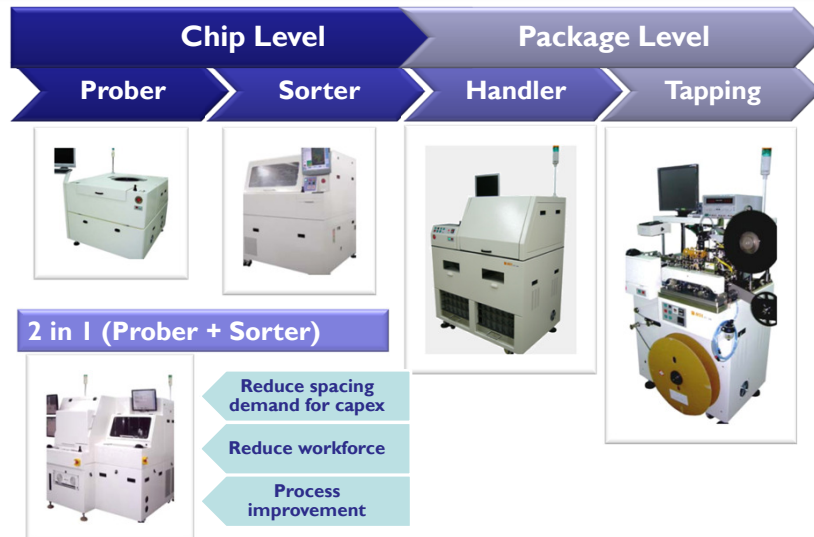 Chip Level
Package Level
Prober
Sorter
Handler
Tapping
2 in 1 (Prober + Sorter)
Reduce spacing
demand for capex
Reduce workforce
Process
improvement